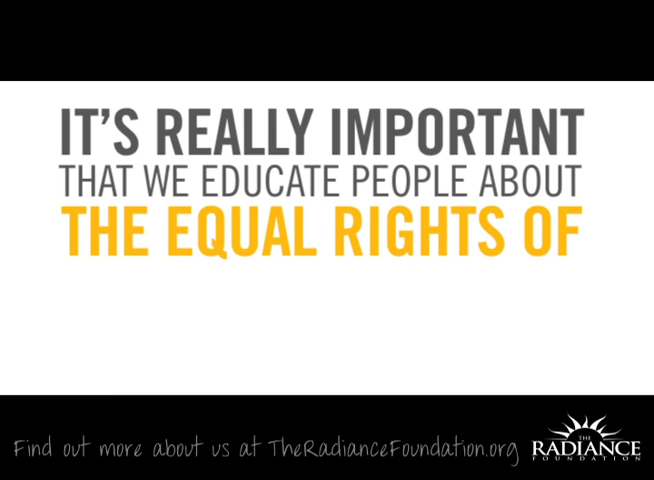 IT'S REALLY IMPORTANT
THAT WE EDUCATE PEOPLE ABOUT
THE EQUAL RIGHTS OF
Find out more about us at TheRadianceFoundation.org
THE
RADIANCE
FOUNDATION